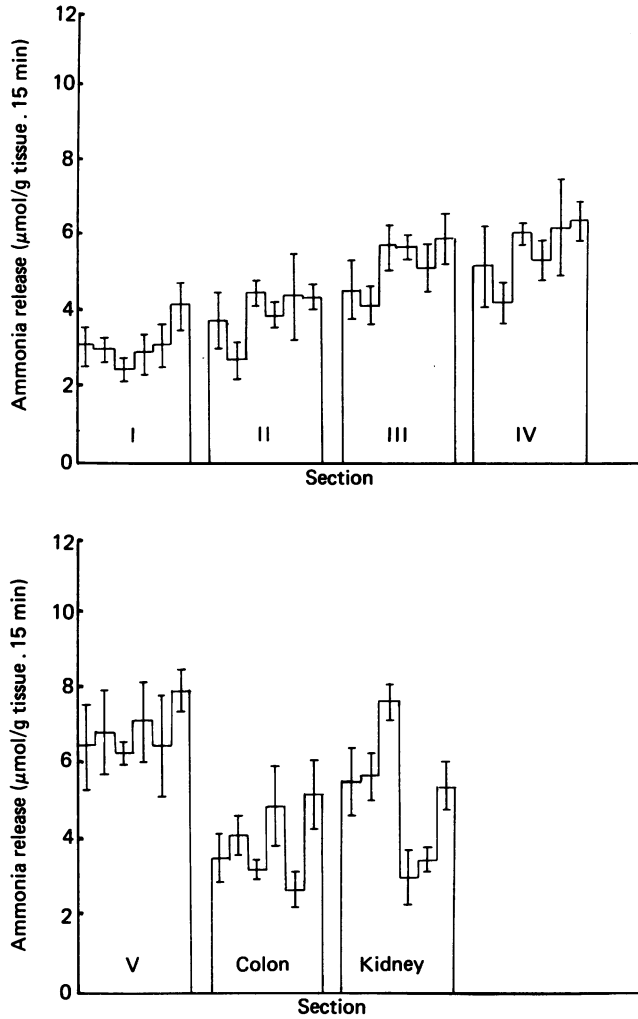 Ammonia release (μmol/g tissue . 15 min)
12
10
8
6
4
2
0
I
II
III
IV
Section
Ammonia release (μmol/g tissue . 15 min)
12
10
8
6
4
2
0
V
Colon
Kidney
Section